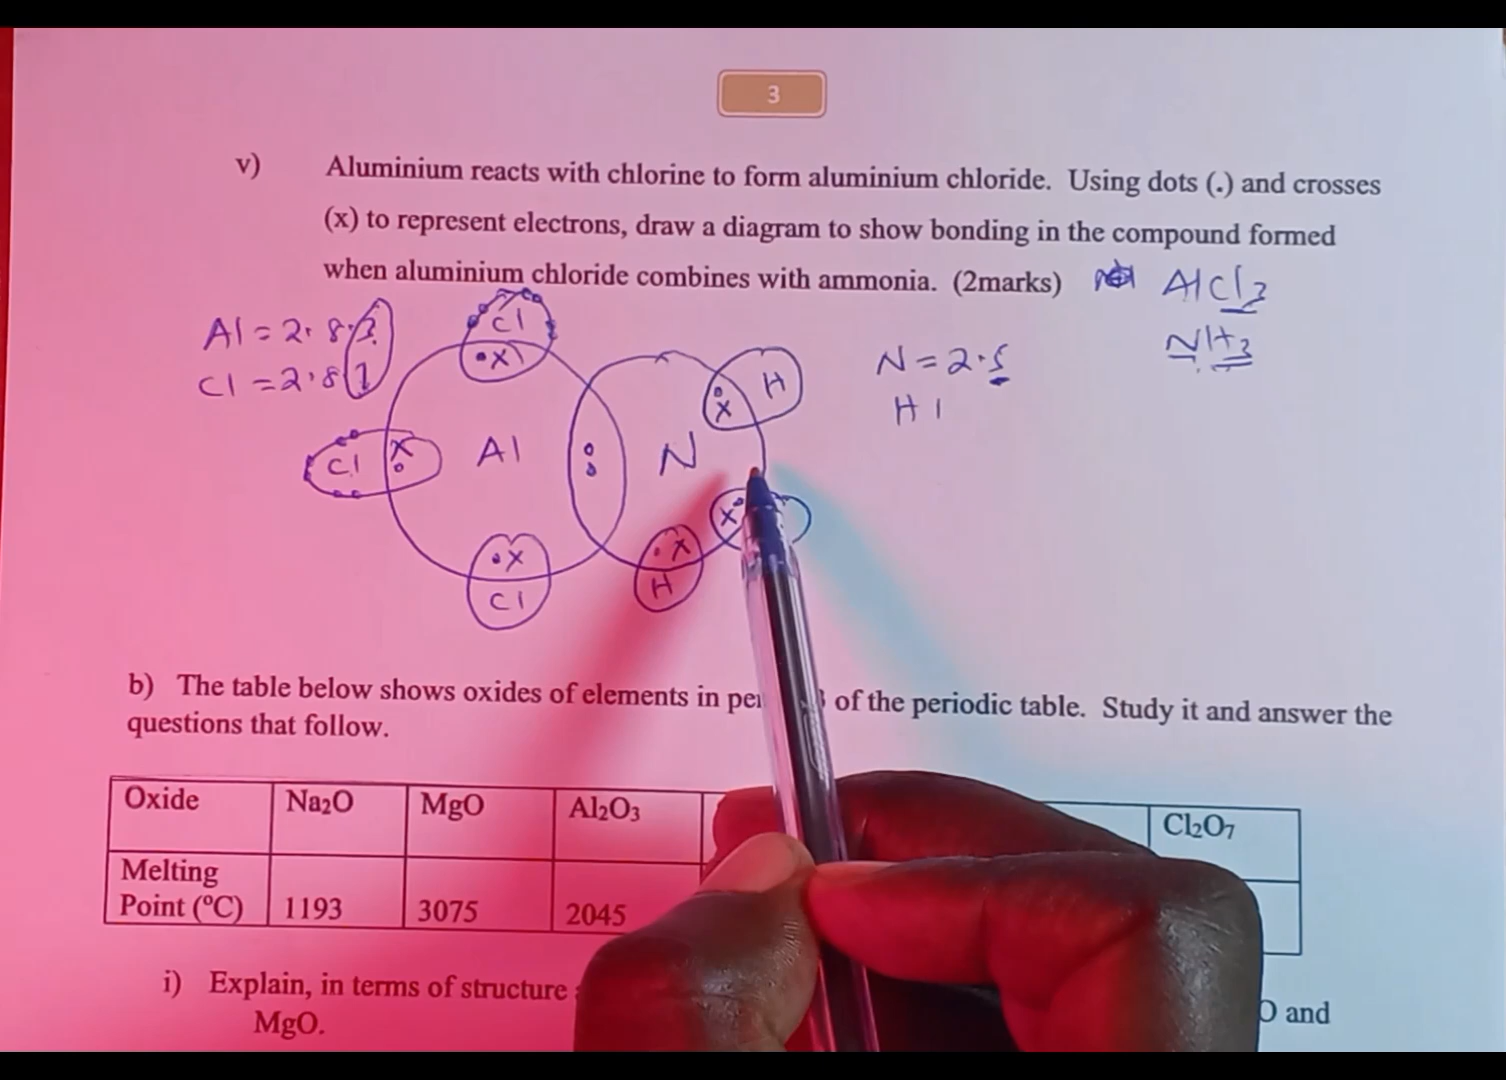 3
v) Aluminium reacts with chlorine to form aluminium chloride. Using dots (.) and crosses
(x) to represent electrons, draw a diagram to show bonding in the compound formed
when aluminium chloride combines with ammonia. (2marks)
AlCl3
NH3
Al = 2.8.3
Cl = 2.8.7
N = 2.5
H 1
Cl
•x
H
•x
Cl
x•
Al
••
N
x•
•x
Cl
•x
H
b) The table below shows oxides of elements in of the periodic table. Study it and answer the
questions that follow.
Oxide Na2O MgO Al2O3 Cl2O7
Melting
Point (ºC) 1193 3075 2045
i) Explain, in terms of structure and
MgO.